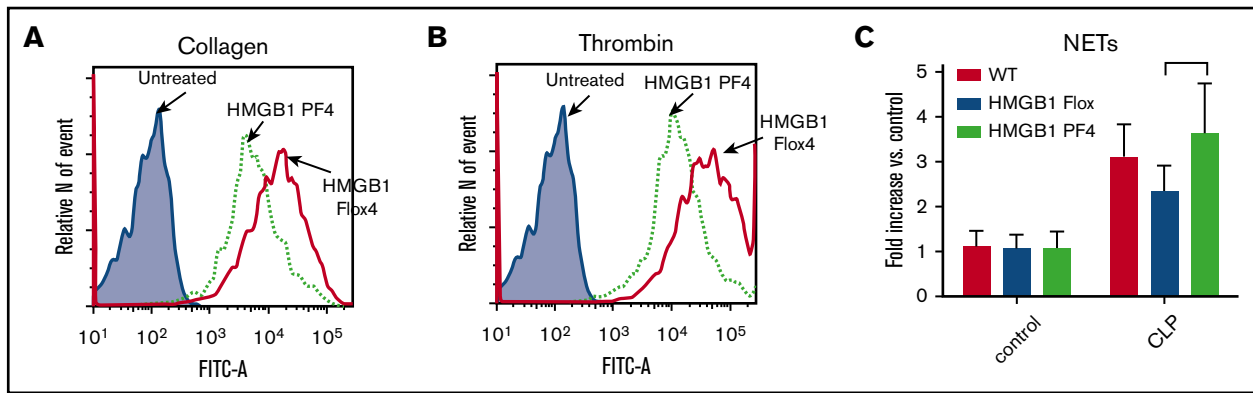 A
Collagen
Untreated
HMGB1 PF4
HMGB1
Flox4
Relative N of event
10¹ 10² 10³ 10⁴ 10⁵
FITC-A
B
Thrombin
Untreated
HMGB1 PF4
HMGB1
Flox4
Relative N of event
10¹ 10² 10³ 10⁴ 10⁵
FITC-A
C
NETs
WT
HMGB1 Flox
HMGB1 PF4
Fold increase vs. control
5
4
3
2
1
0
control
CLP